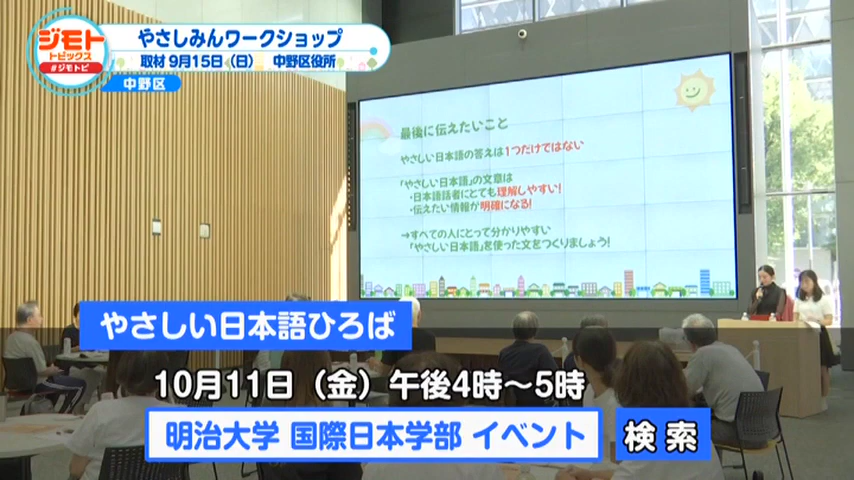 ジモト
トピックス
#ジモトピ
やさしみんワークショップ
取材 9月15日（日） 中野区役所
中野区
最後に伝えたいこと
やさしい日本語の答えは1つだけではない
「やさしい日本語」の文章は
・日本語話者にとても理解しやすい!
・伝えたい情報が明確になる!
→すべての人にとって分かりやすい
「やさしい日本語」を使った文をつくりましょう!
やさしい日本語ひろば
10月11日（金）午後4時～5時
明治大学 国際日本学部 イベント
検索